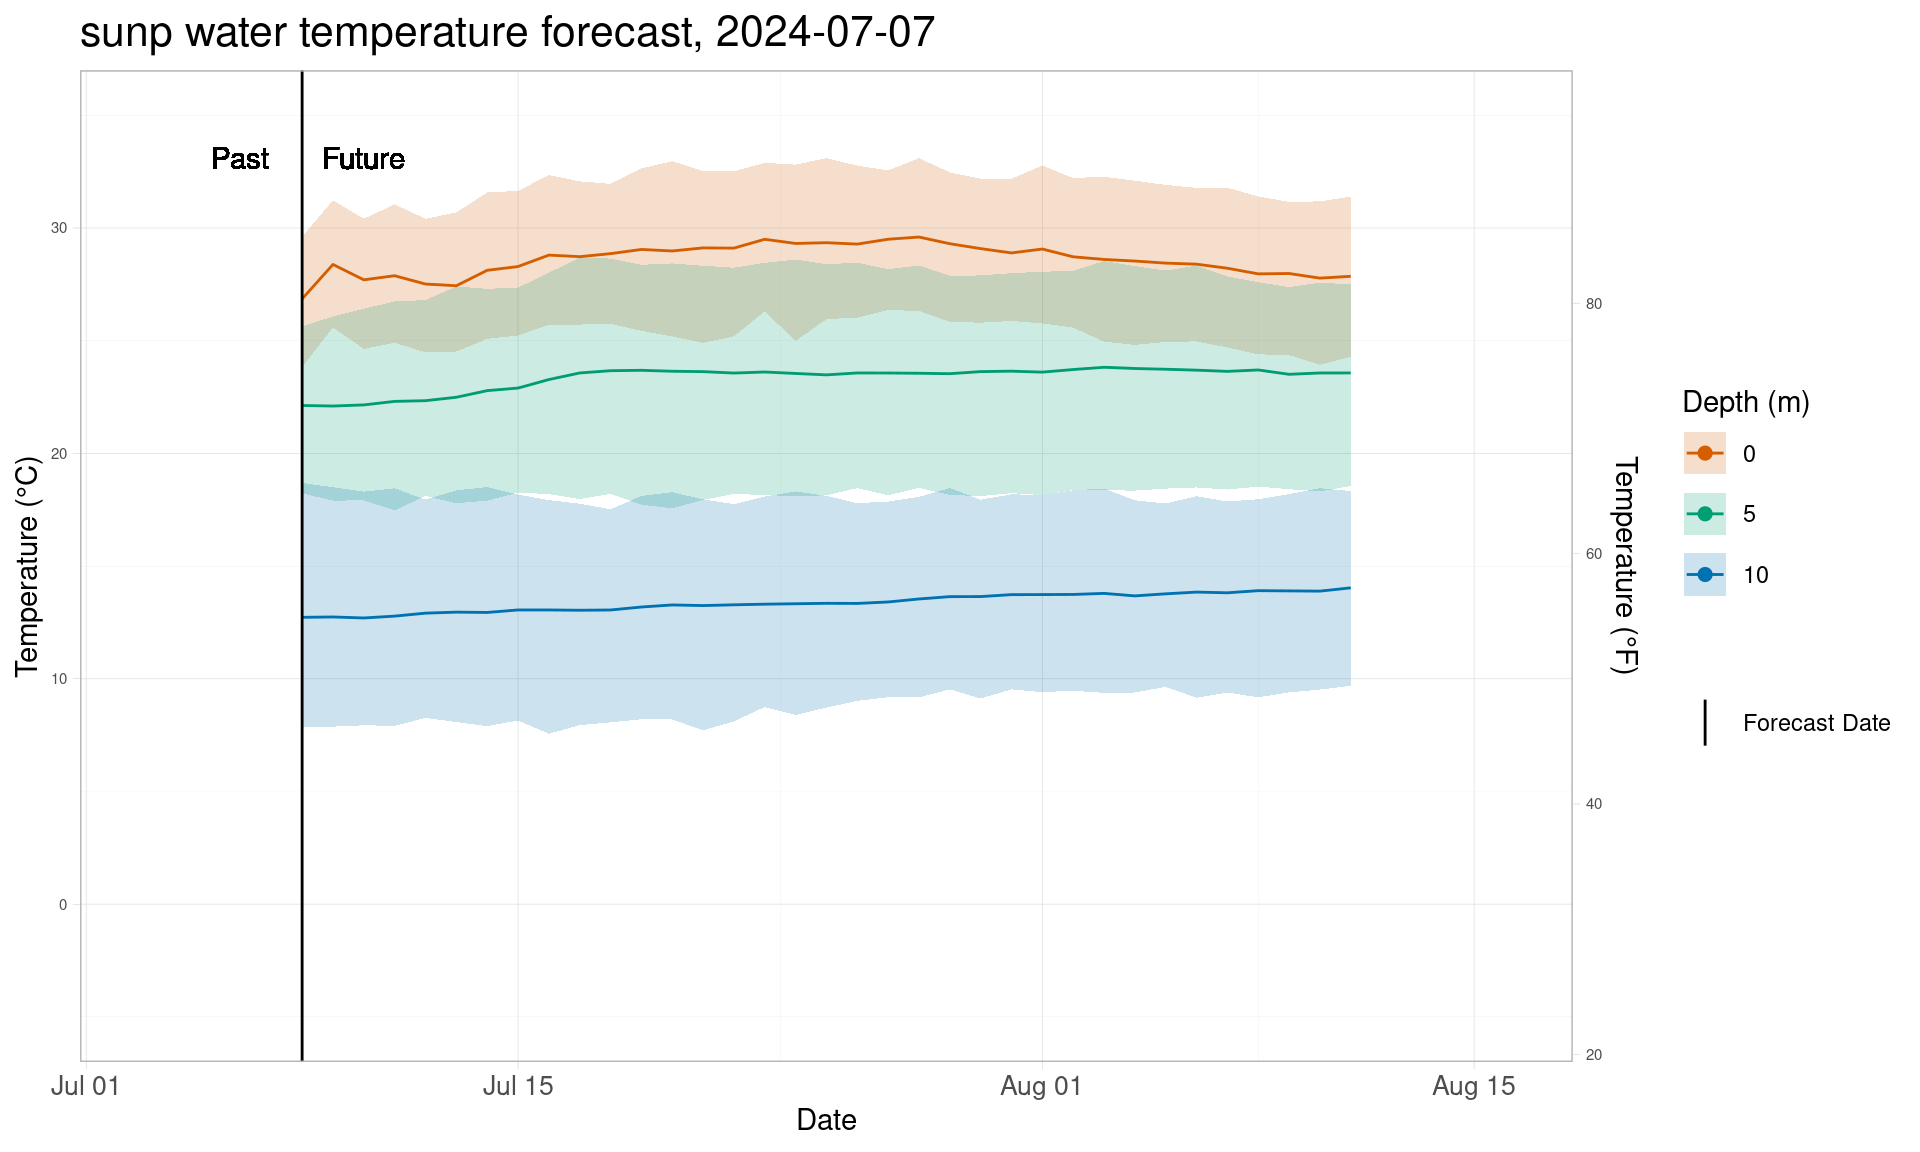 sunp water temperature forecast, 2024-07-07
Past
Future
30
20
10
0
Temperature (°C)
80
60
40
20
Temperature (°F)
Jul 01
Jul 15
Aug 01
Aug 15
Date
Depth (m)
0
5
10
Forecast Date